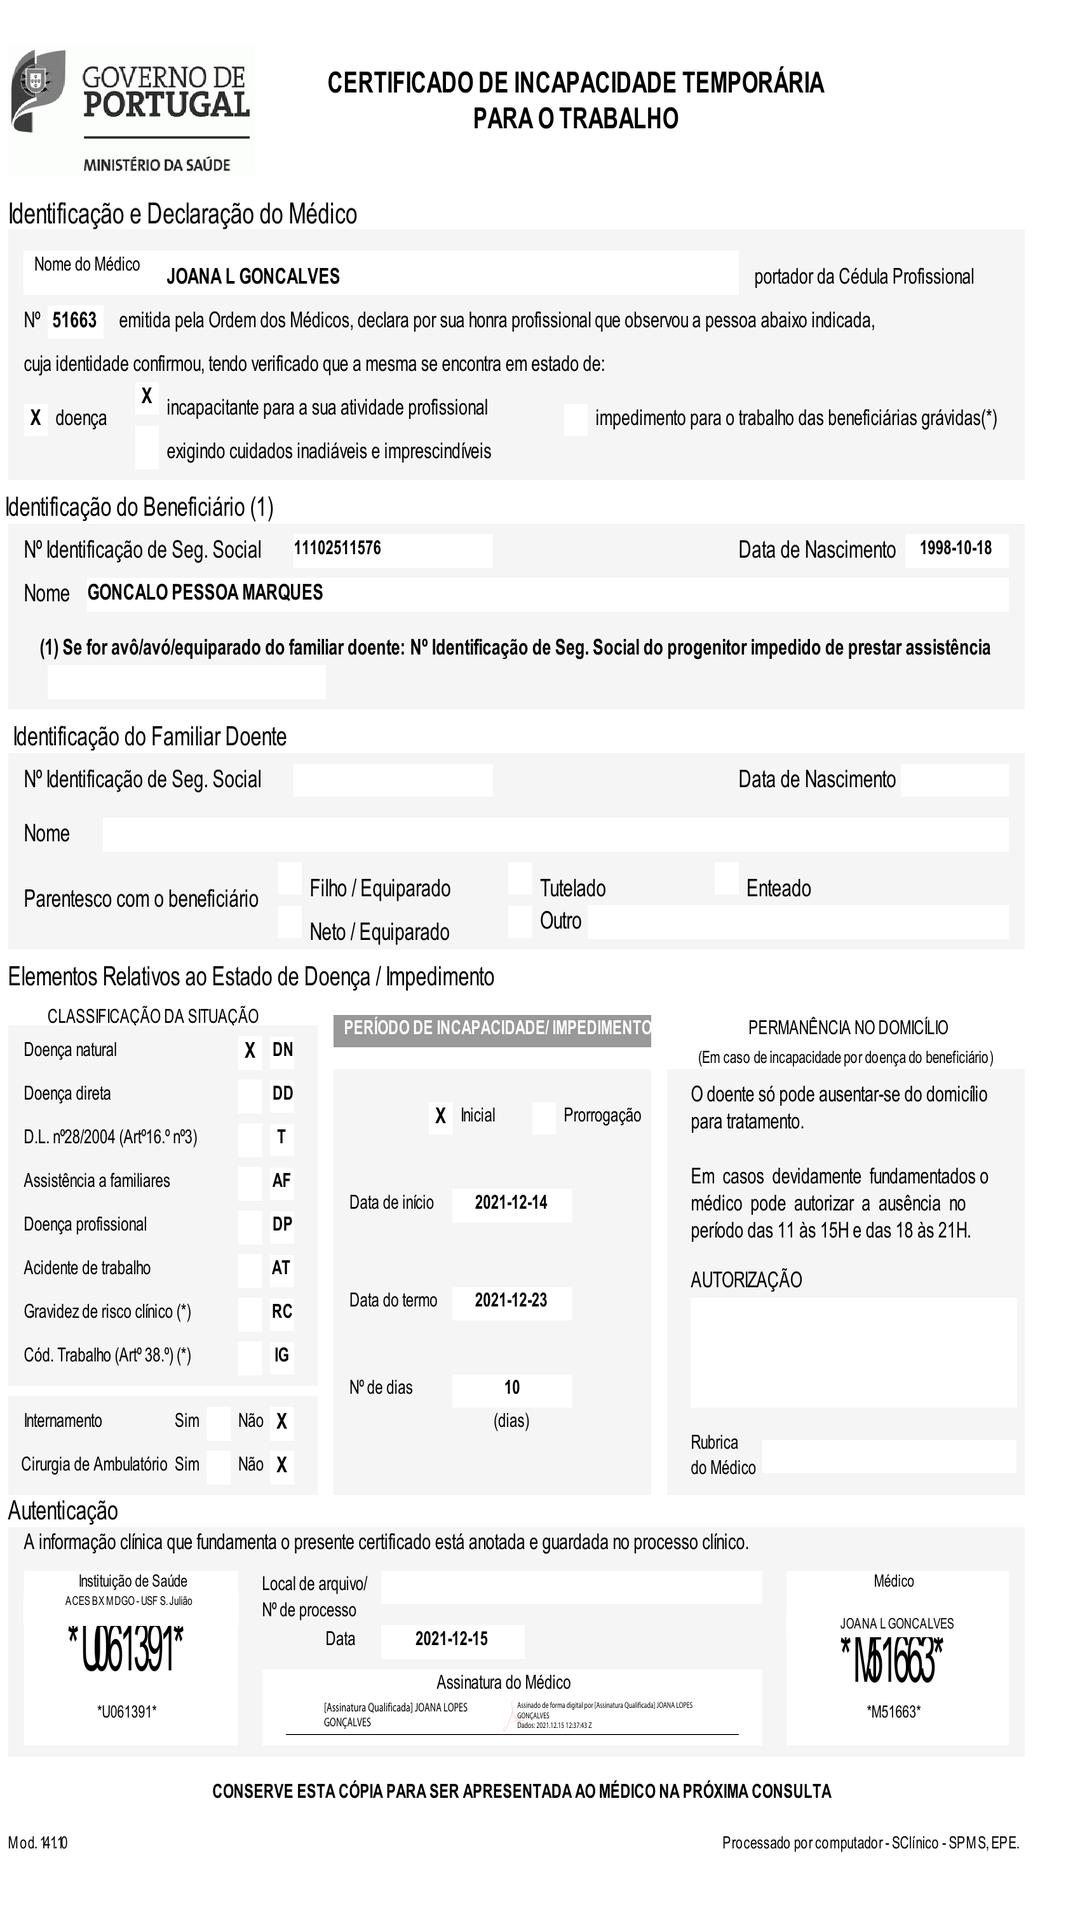 GOVERNO DE
PORTUGAL
MINISTÉRIO DA SAÚDE
CERTIFICADO DE INCAPACIDADE TEMPORÁRIA
PARA O TRABALHO
Identificação e Declaração do Médico
Nome do Médico JOANA L GONCALVES portador da Cédula Profissional
Nº 51663 emitida pela Ordem dos Médicos, declara por sua honra profissional que observou a pessoa abaixo indicada,
cuja identidade confirmou, tendo verificado que a mesma se encontra em estado de:
X doença
X incapacitante para a sua atividade profissional
exigindo cuidados inadiáveis e imprescindíveis
impedimento para o trabalho das beneficiárias grávidas(*)
Identificação do Beneficiário (1)
Nº Identificação de Seg. Social 11102511576 Data de Nascimento 1998-10-18
Nome GONCALO PESSOA MARQUES
(1) Se for avô/avó/equiparado do familiar doente: Nº Identificação de Seg. Social do progenitor impedido de prestar assistência
Identificação do Familiar Doente
Nº Identificação de Seg. Social Data de Nascimento
Nome
Parentesco com o beneficiário
Filho / Equiparado Tutelado Enteado
Neto / Equiparado Outro
Elementos Relativos ao Estado de Doença / Impedimento
CLASSIFICAÇÃO DA SITUAÇÃO
Doença natural X DN
Doença direta DD
D.L. nº28/2004 (Artº16.º nº3) T
Assistência a familiares AF
Doença profissional DP
Acidente de trabalho AT
Gravidez de risco clínico (*) RC
Cód. Trabalho (Artº 38.º) (*) IG
Internamento Sim Não X
Cirurgia de Ambulatório Sim Não X
PERÍODO DE INCAPACIDADE/ IMPEDIMENTO
X Inicial Prorrogação
Data de início 2021-12-14
Data do termo 2021-12-23
Nº de dias 10
(dias)
PERMANÊNCIA NO DOMICÍLIO
(Em caso de incapacidade por doença do beneficiário)
O doente só pode ausentar-se do domicílio
para tratamento.
Em casos devidamente fundamentados o
médico pode autorizar a ausência no
período das 11 às 15H e das 18 às 21H.
AUTORIZAÇÃO
Rubrica
do Médico
Autenticação
A informação clínica que fundamenta o presente certificado está anotada e guardada no processo clínico.
Instituição de Saúde
ACES BX MDGO - USF S. Julião
*U061391*
*U061391*
Local de arquivo/
Nº de processo
Data 2021-12-15
Assinatura do Médico
[Assinatura Qualificada] JOANA LOPES
GONÇALVES
Assinado de forma digital por [Assinatura Qualificada] JOANA LOPES
GONÇALVES
Dados: 2021.12.15 12:37:43 Z
Médico
JOANA L GONCALVES
*M51663*
*M51663*
CONSERVE ESTA CÓPIA PARA SER APRESENTADA AO MÉDICO NA PRÓXIMA CONSULTA
Mod. 141.10
Processado por computador - SClínico - SPMS, EPE.